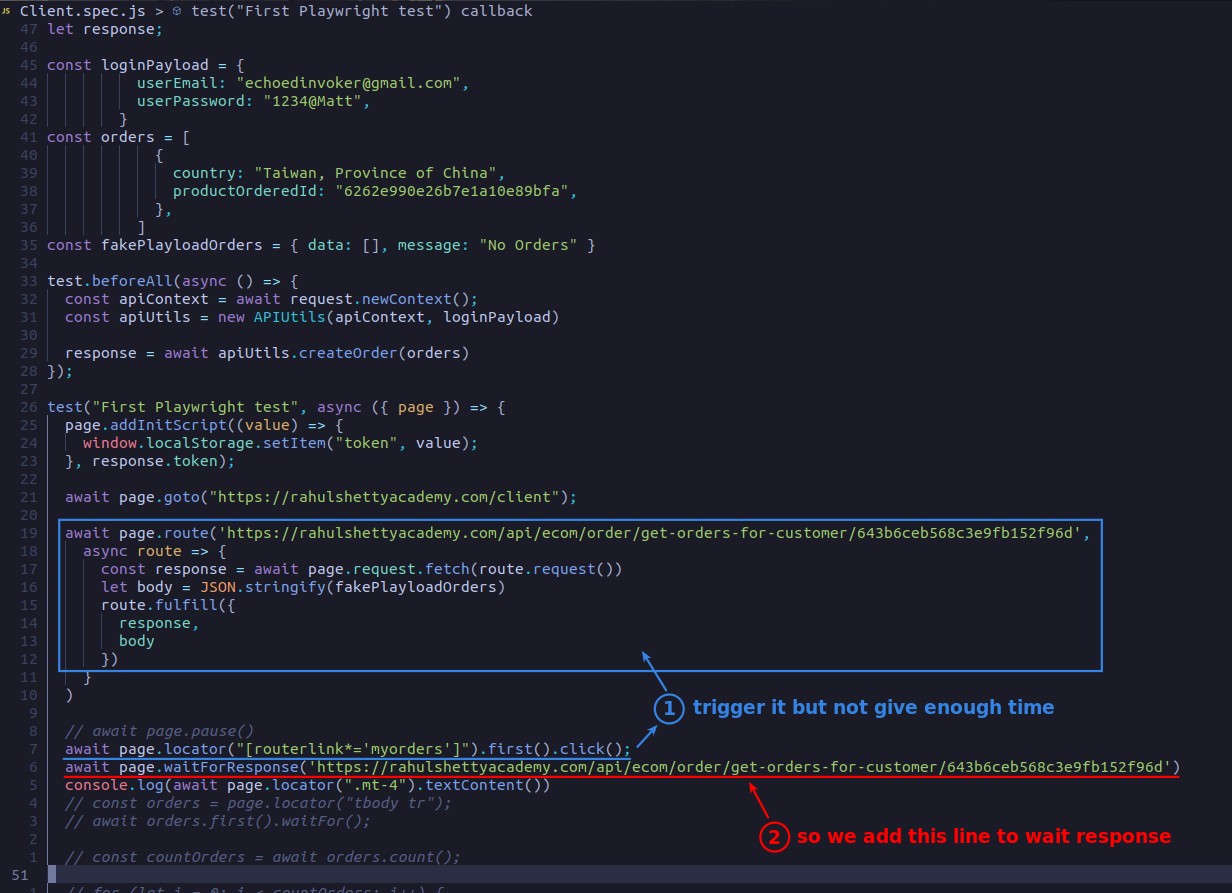 JS Client.spec.js > test("First Playwright test") callback
47 let response;
46
45 const loginPayload = {
44 userEmail: "echoedinvoker@gmail.com",
43 userPassword: "1234@Matt",
42 }
41 const orders = [
40 {
39 country: "Taiwan, Province of China",
38 productOrderedId: "6262e990e26b7e1a10e89bfa",
37 },
36 ]
35 const fakePlayloadOrders = { data: [], message: "No Orders" }
34
33 test.beforeAll(async () => {
32 const apiContext = await request.newContext();
31 const apiUtils = new APIUtils(apiContext, loginPayload)
30
29 response = await apiUtils.createOrder(orders)
28 });
27
26 test("First Playwright test", async ({ page }) => {
25 page.addInitScript((value) => {
24 window.localStorage.setItem("token", value);
23 }, response.token);
22
21 await page.goto("https://rahulshettyacademy.com/client");
20
19 await page.route('https://rahulshettyacademy.com/api/ecom/order/get-orders-for-customer/643b6ceb568c3e9fb152f96d',
18 async route => {
17 const response = await page.request.fetch(route.request())
16 let body = JSON.stringify(fakePlayloadOrders)
15 route.fulfill({
14 response,
13 body
12 })
11 }
10 )
9
1 trigger it but not give enough time
8 // await page.pause()
7 await page.locator("[routerlink*='myorders']").first().click();
6 await page.waitForResponse('https://rahulshettyacademy.com/api/ecom/order/get-orders-for-customer/643b6ceb568c3e9fb152f96d')
5 console.log(await page.locator(".mt-4").textContent())
4 // const orders = page.locator("tbody tr");
3 // await orders.first().waitFor();
2
2 so we add this line to wait response
1 // const countOrders = await orders.count();
51
1 // for (let i = 0; i < countOrders; i++) {